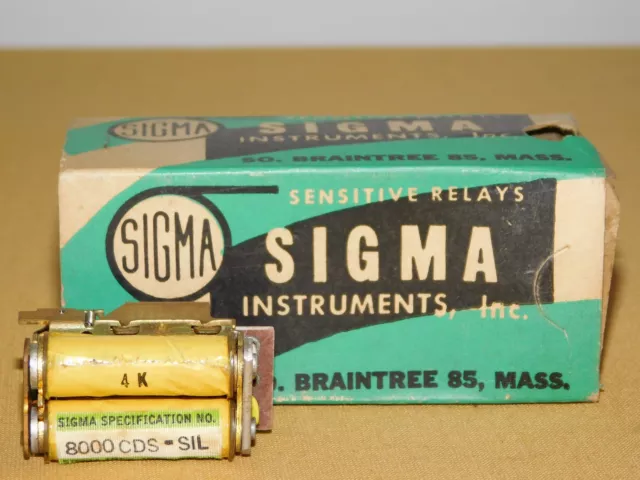 SIGMA
SIGMA
INSTRUMENTS, Inc.
SO. BRAINTREE 85, MASS.
SENSITIVE RELAYS
SIGMA
SIGMA
INSTRUMENTS, Inc.
O. BRAINTREE 85, MASS.
4 K
SIGMA SPECIFICATION NO.
8000 CDS - SIL